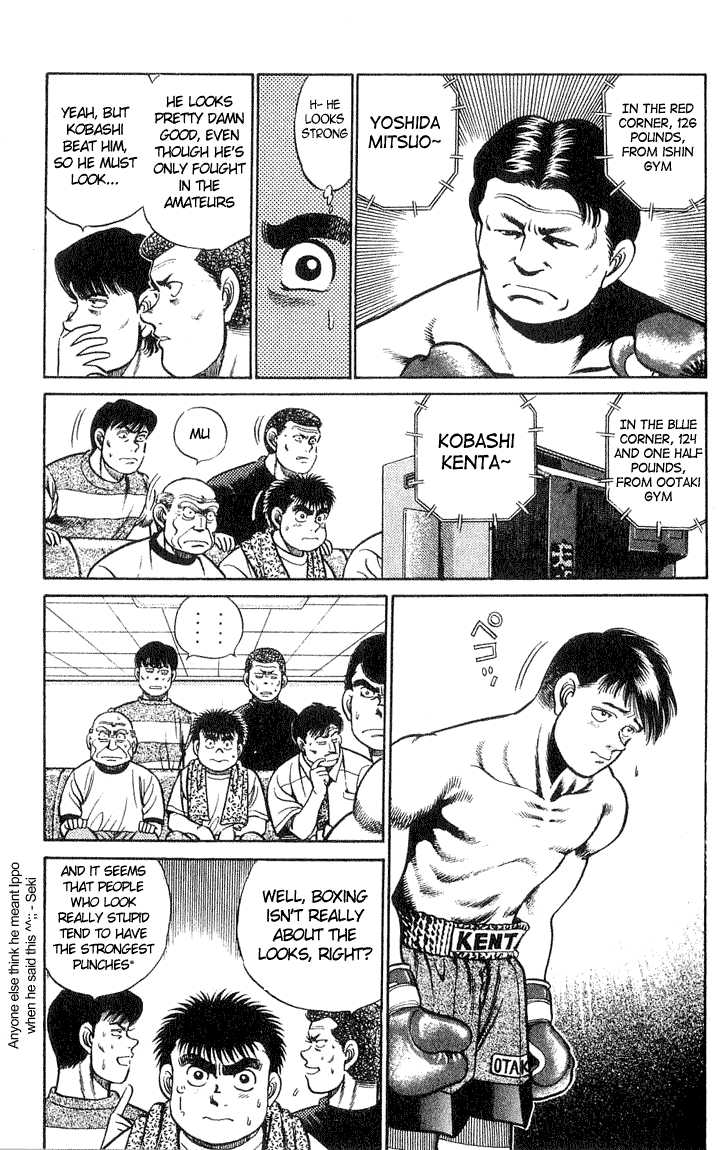 IN THE RED
CORNER, 126
POUNDS,
FROM ISHIN
GYM
YOSHIDA
MITSUO~
H- HE
LOOKS
STRONG
HE LOOKS
PRETTY DAMN
GOOD, EVEN
THOUGH HE'S
ONLY FOUGHT
IN THE
AMATEURS
YEAH, BUT
KOBASHI
BEAT HIM,
SO HE MUST
LOOK...
IN THE BLUE
CORNER, 124
AND ONE HALF
POUNDS,
FROM OOTAKI
GYM
KOBASHI
KENTA~
MU
ペコッ
KENTA
OTAK
WELL, BOXING
ISN'T REALLY
ABOUT THE
LOOKS, RIGHT?
AND IT SEEMS
THAT PEOPLE
WHO LOOK
REALLY STUPID
TEND TO HAVE
THE STRONGEST
PUNCHES*
Anyone else think he meant Ippo
when he said this ^^;; - Seki